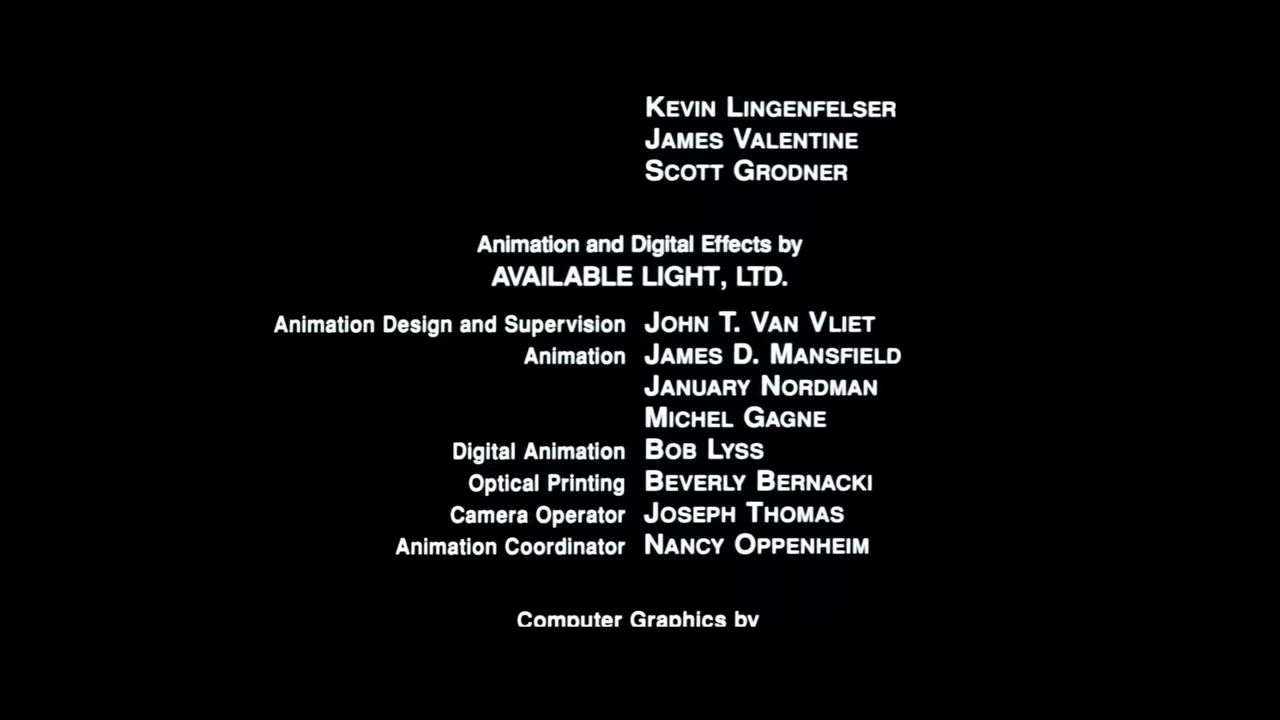 KEVIN LINGENFELSER
JAMES VALENTINE
SCOTT GRODNER
Animation and Digital Effects by
AVAILABLE LIGHT, LTD.
Animation Design and Supervision JOHN T. VAN VLIET
Animation JAMES D. MANSFIELD
JANUARY NORDMAN
MICHEL GAGNE
Digital Animation BOB LYSS
Optical Printing BEVERLY BERNACKI
Camera Operator JOSEPH THOMAS
Animation Coordinator NANCY OPPENHEIM
Computer Graphics by